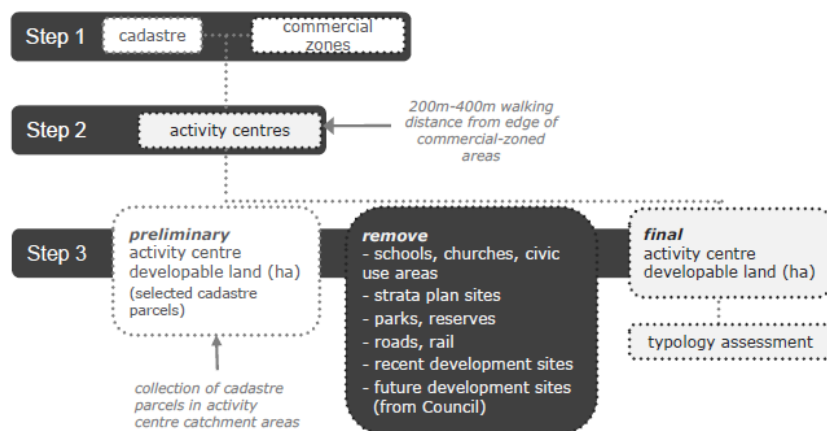 Step 1
cadastre
commercial
zones
Step 2
activity centres
200m-400m walking
distance from edge of
commercial-zoned
areas
Step 3
preliminary
activity centre
developable land (ha)
(selected cadastre
parcels)
remove
- schools, churches, civic
use areas
- strata plan sites
- parks, reserves
- roads, rail
- recent development sites
- future development sites
(from Council)
final
activity centre
developable land (ha)
typology assessment
collection of cadastre
parcels in activity
centre catchment areas